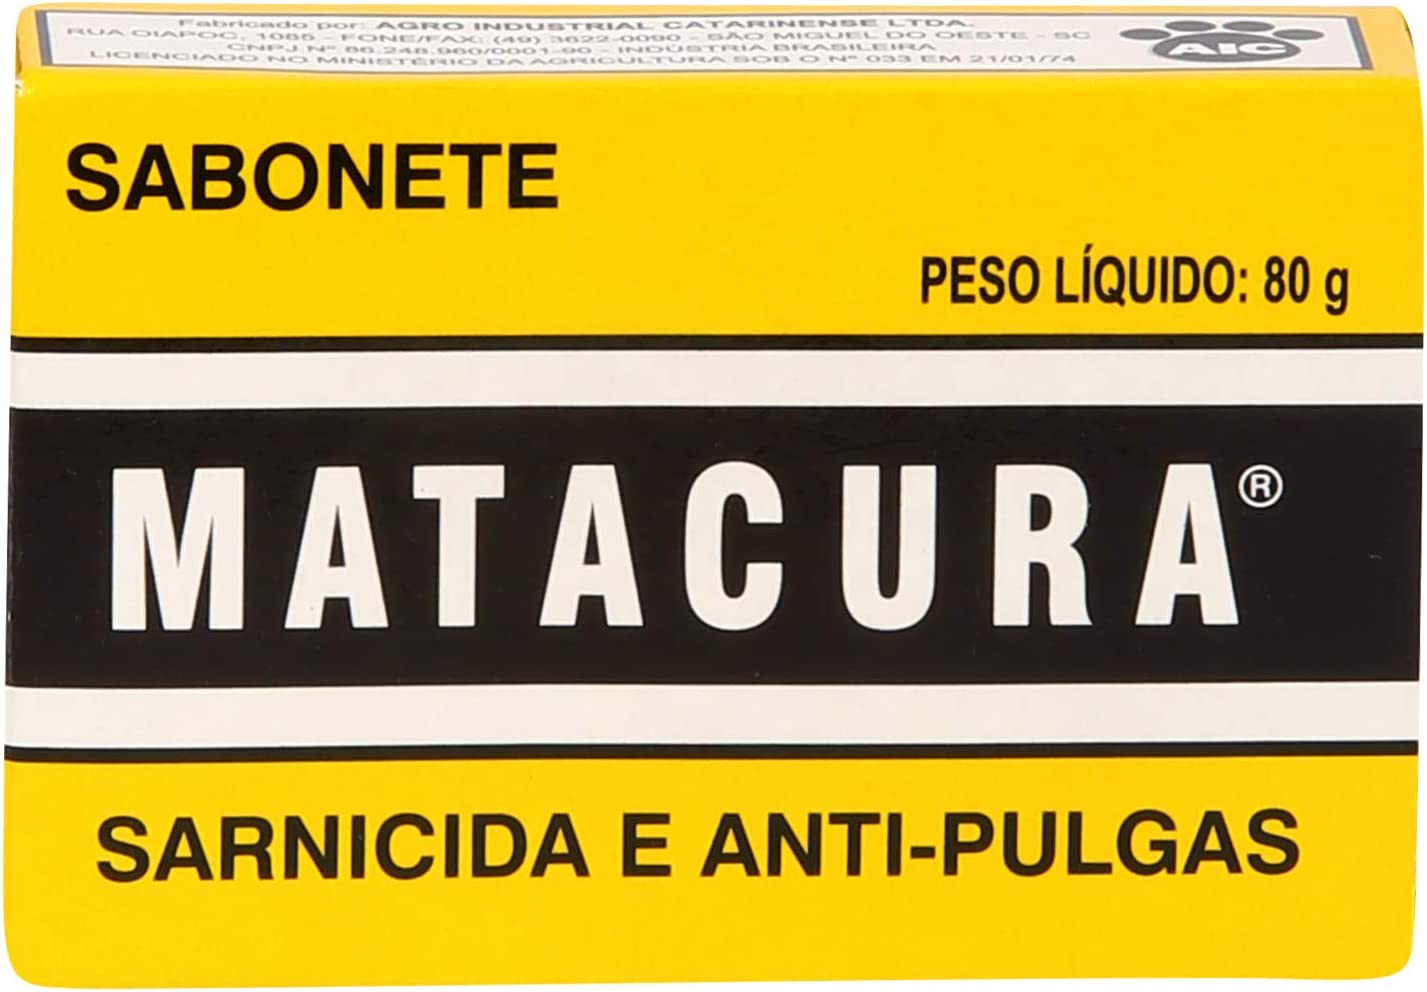 Fabricado por: AGRO INDUSTRIAL CATARINENSE LTDA.
RUA OIAPOC, 1085 - FONE/FAX: (49) 3622-0090 - SÃO MIGUEL DO OESTE - SC
CNPJ Nº 86.248.960/0001-90 - INDÚSTRIA BRASILEIRA
LICENCIADO NO MINISTÉRIO DA AGRICULTURA SOB O Nº 033 EM 21/01/74
AIC
SABONETE
PESO LÍQUIDO: 80 g
MATACURA®
SARNICIDA E ANTI-PULGAS